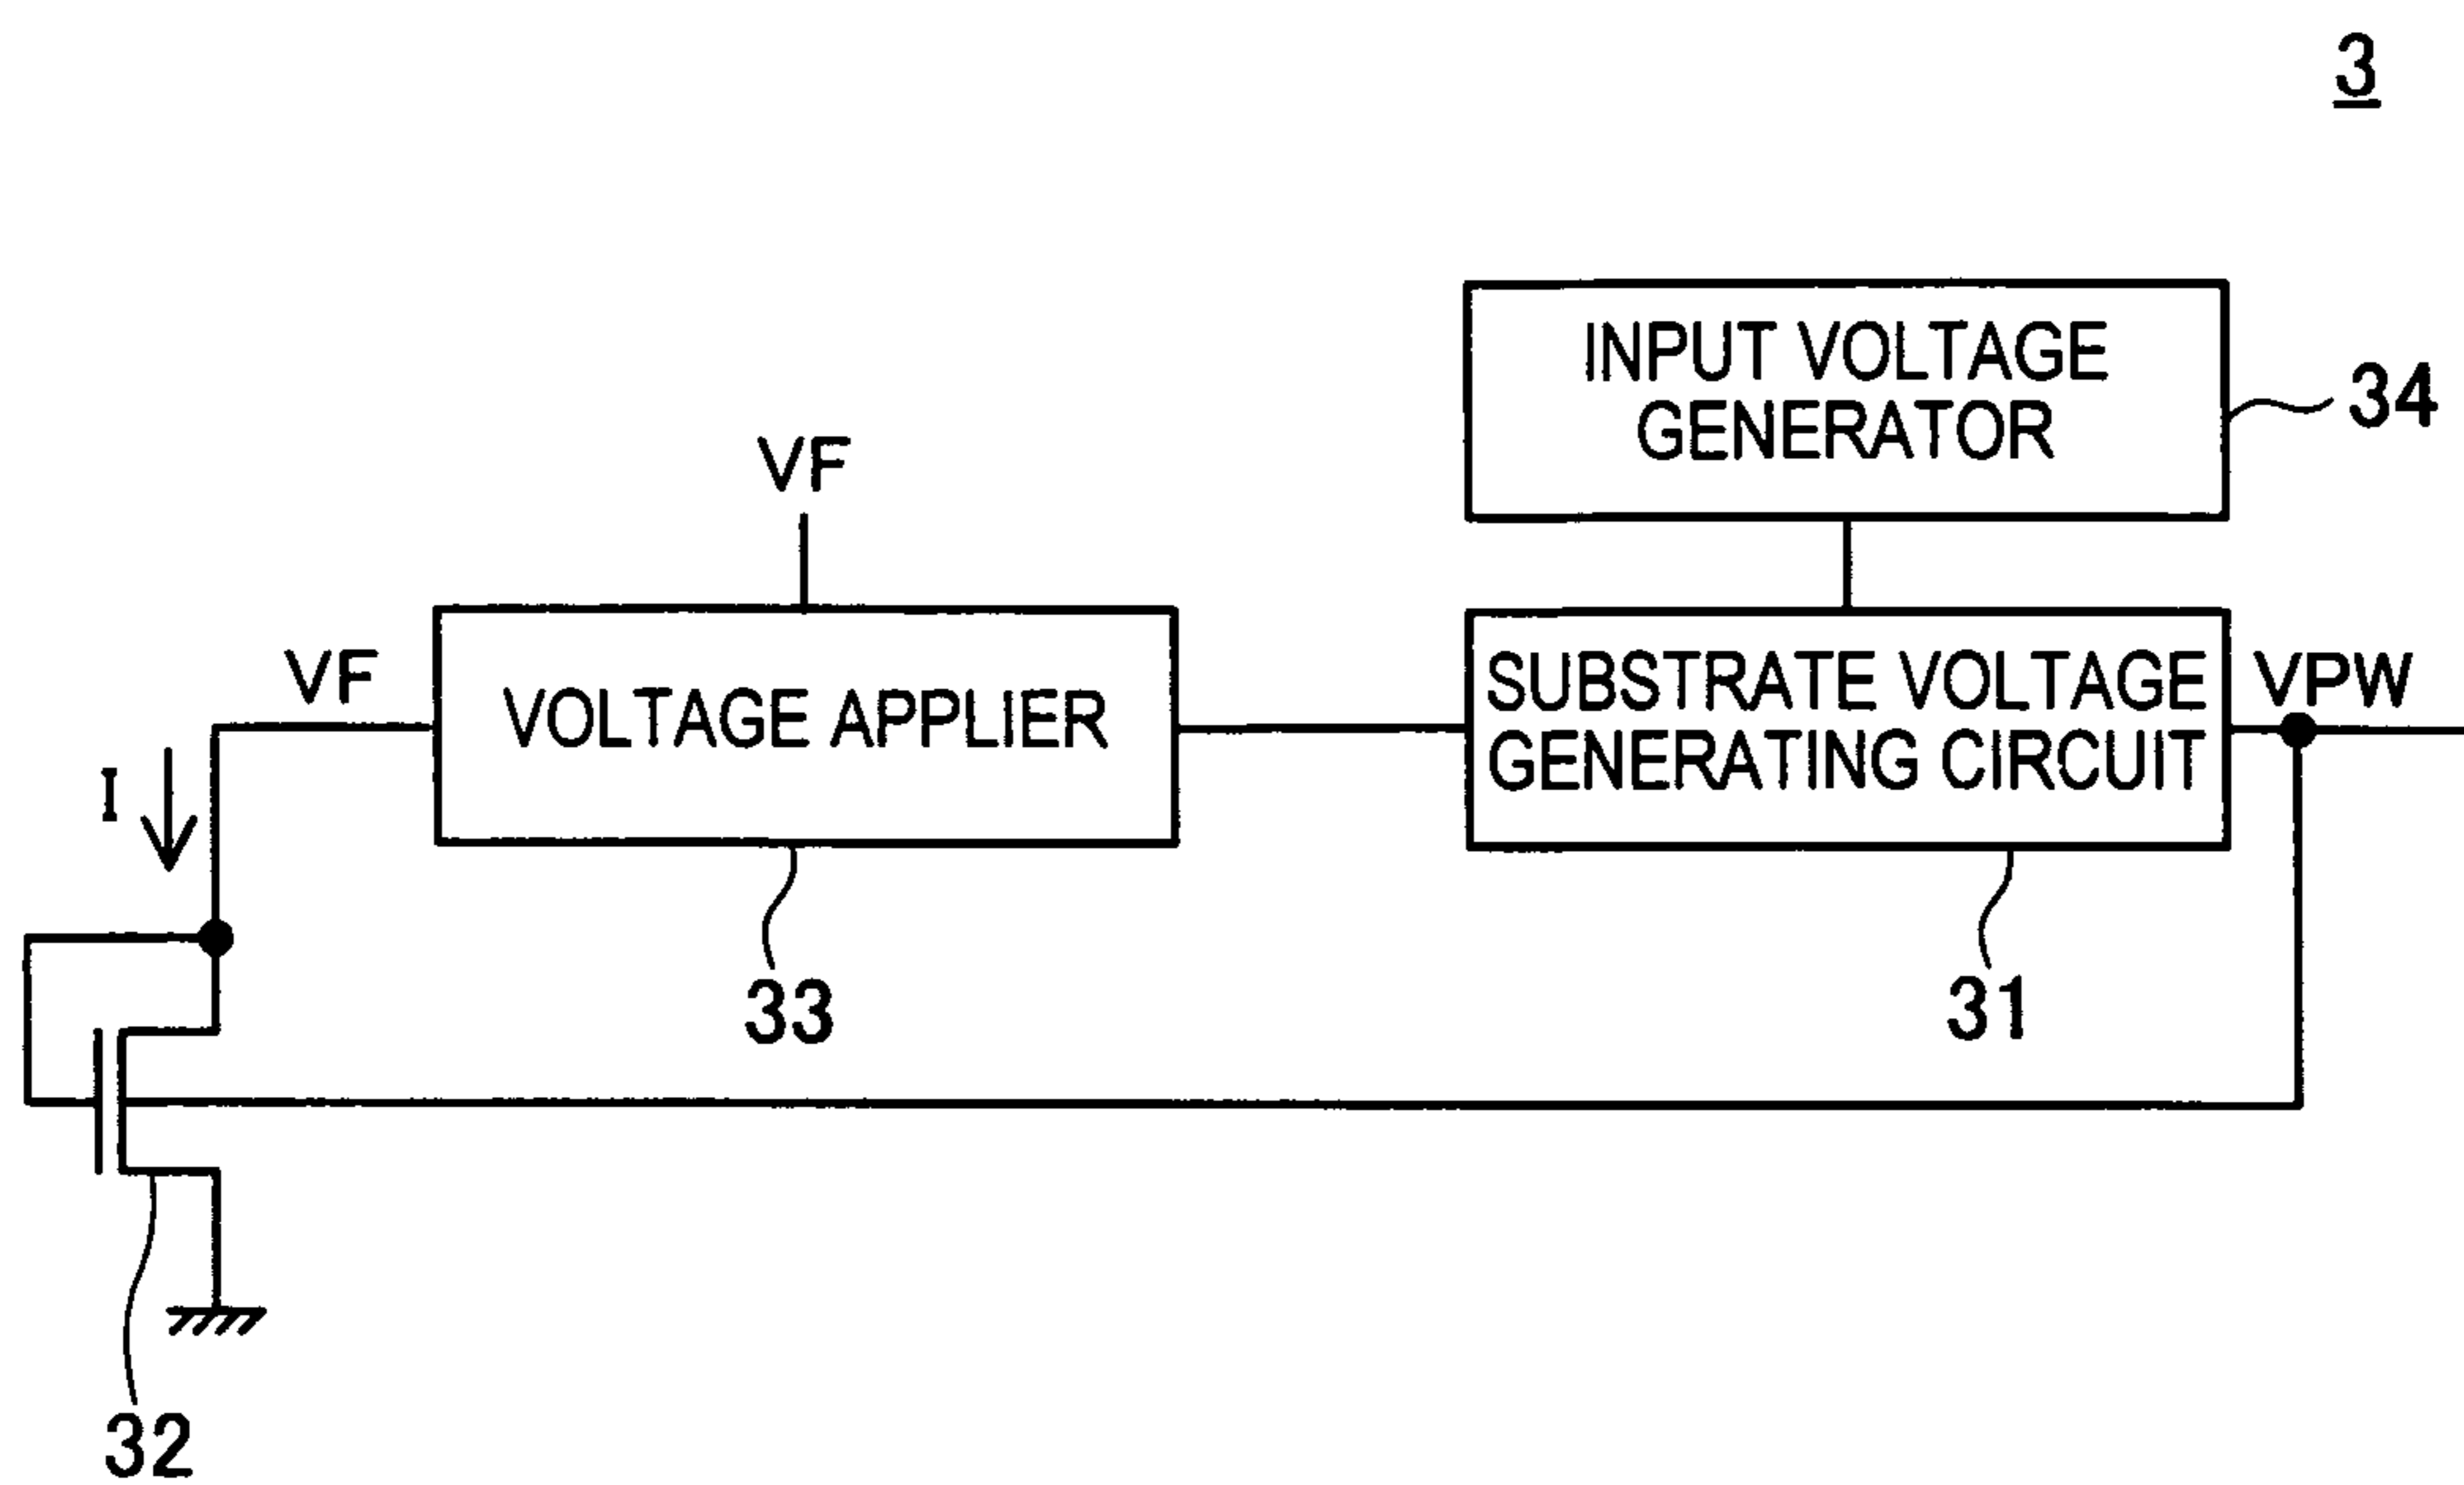 3
INPUT VOLTAGE
GENERATOR
34
VF
VF
VOLTAGE APPLIER
SUBSTRATE VOLTAGE
GENERATING CIRCUIT
VPW
I
33
31
32